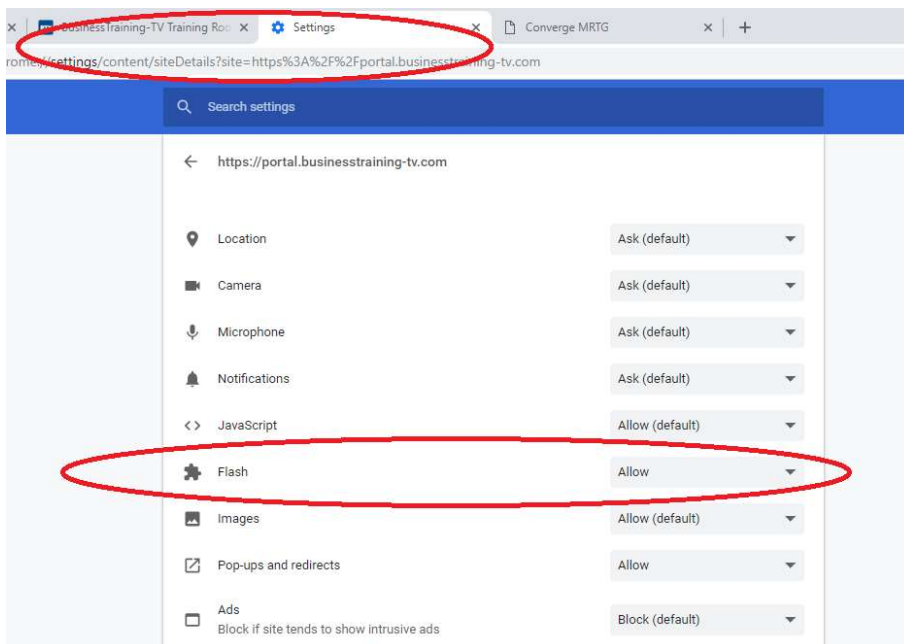 BusinessTraining-TV Training Roo Settings Converge MRTG
rome://settings/content/siteDetails?site=https%3A%2F%2Fportal.businesstraining-tv.com
Search settings
https://portal.businesstraining-tv.com
Location Ask (default)
Camera Ask (default)
Microphone Ask (default)
Notifications Ask (default)
JavaScript Allow (default)
Flash Allow
Images Allow (default)
Pop-ups and redirects Allow
Ads Block (default)
Block if site tends to show intrusive ads